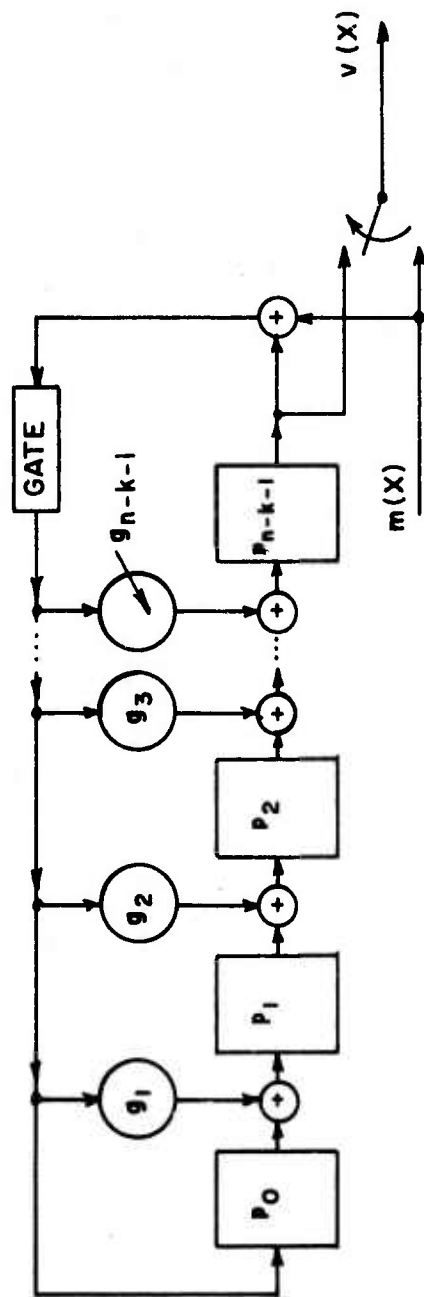 GATE
g₁
g₂
g₃
gₙ₋ₖ₋₁
p₀
p₁
p₂
pₙ₋ₖ₋₁
m(X)
v(X)